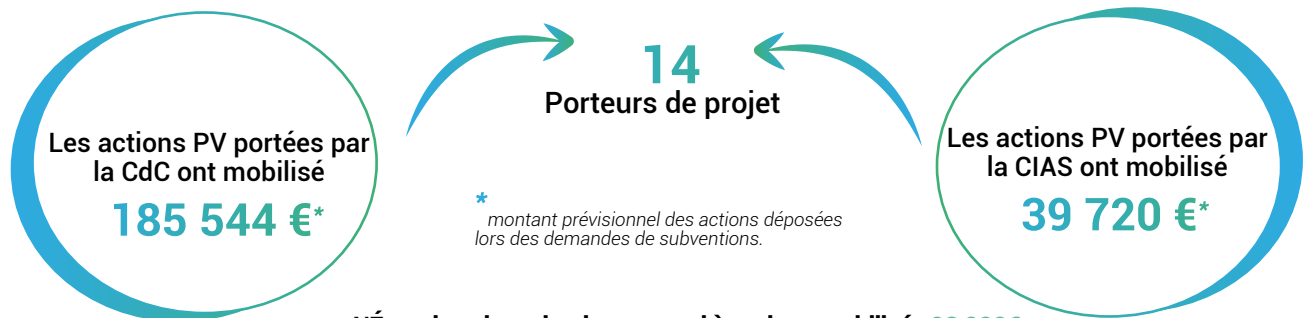 Les actions PV portées par
la CdC ont mobilisé
185 544 €*
14
Porteurs de projet
*montant prévisionnel des actions déposées
lors des demandes de subventions.
Les actions PV portées par
la CIAS ont mobilisé
39 720 €*